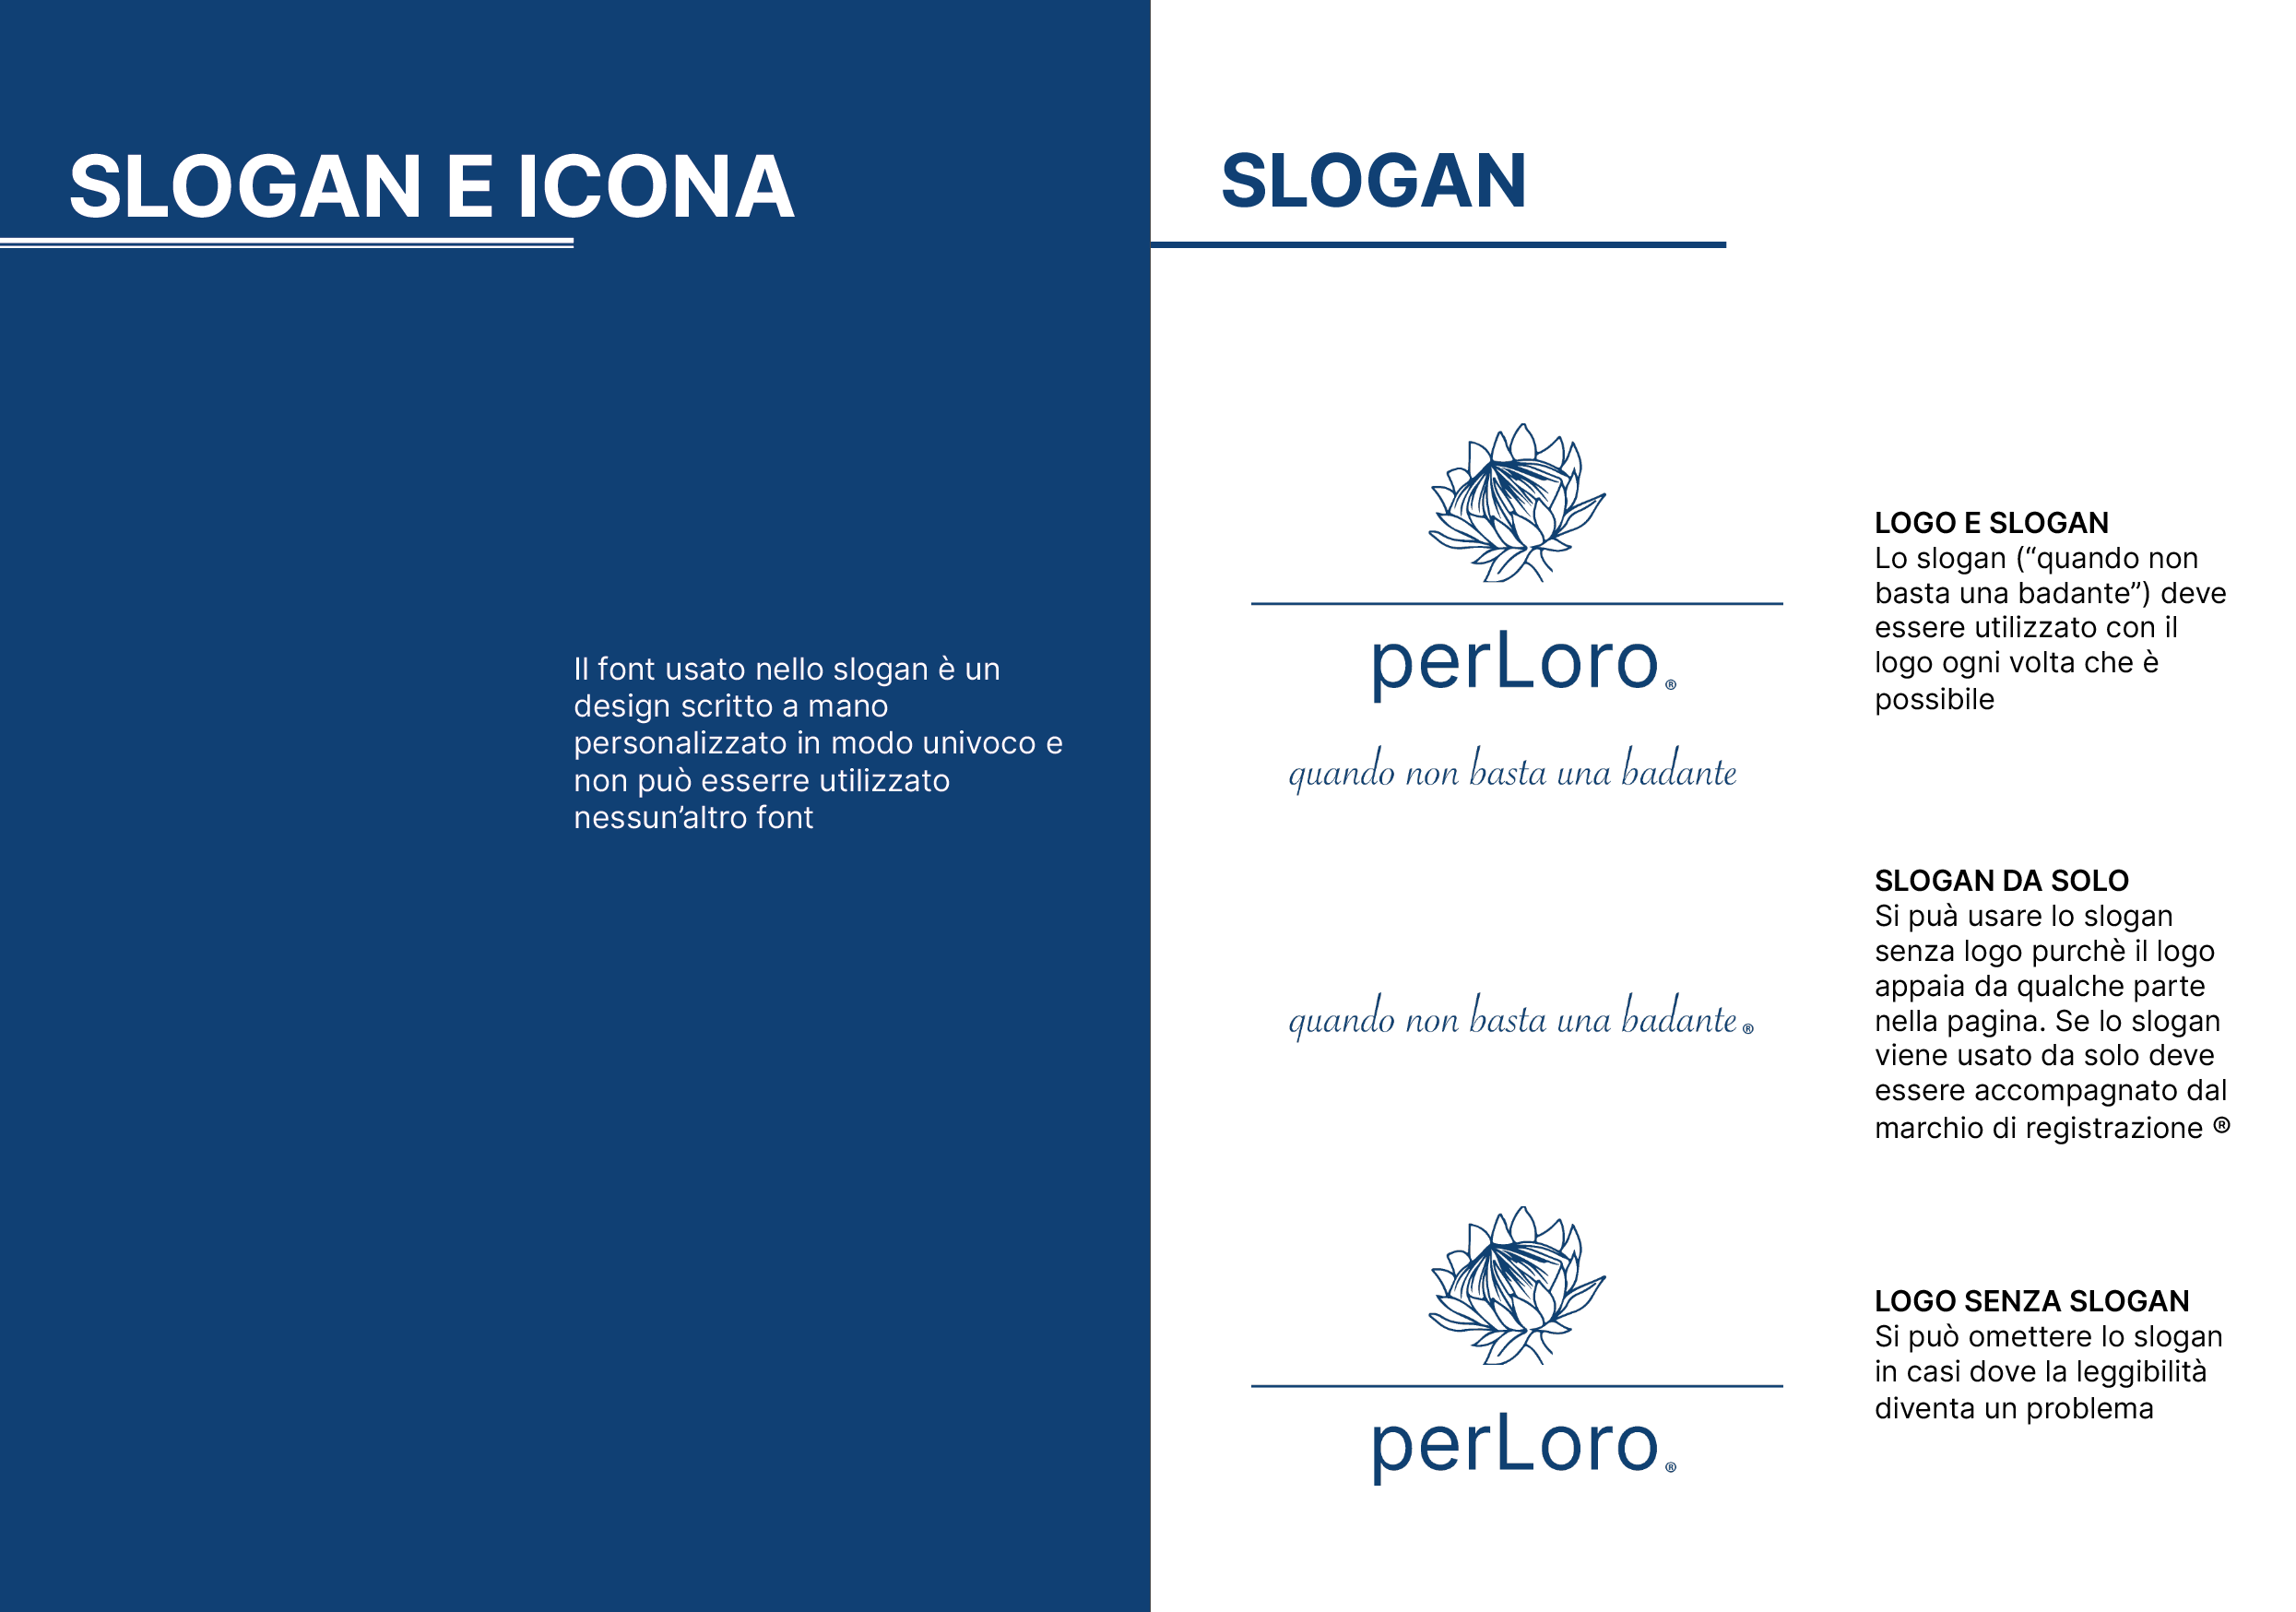 SLOGAN E ICONA
Il font usato nello slogan è un
design scritto a mano
personalizzato in modo univoco e
non può esserre utilizzato
nessun’altro font
SLOGAN
perLoro®
quando non basta una badante
LOGO E SLOGAN
Lo slogan (“quando non
basta una badante”) deve
essere utilizzato con il
logo ogni volta che è
possibile
quando non basta una badante®
SLOGAN DA SOLO
Si puà usare lo slogan
senza logo purchè il logo
appaia da qualche parte
nella pagina. Se lo slogan
viene usato da solo deve
essere accompagnato dal
marchio di registrazione ®
perLoro®
LOGO SENZA SLOGAN
Si può omettere lo slogan
in casi dove la leggibilità
diventa un problema